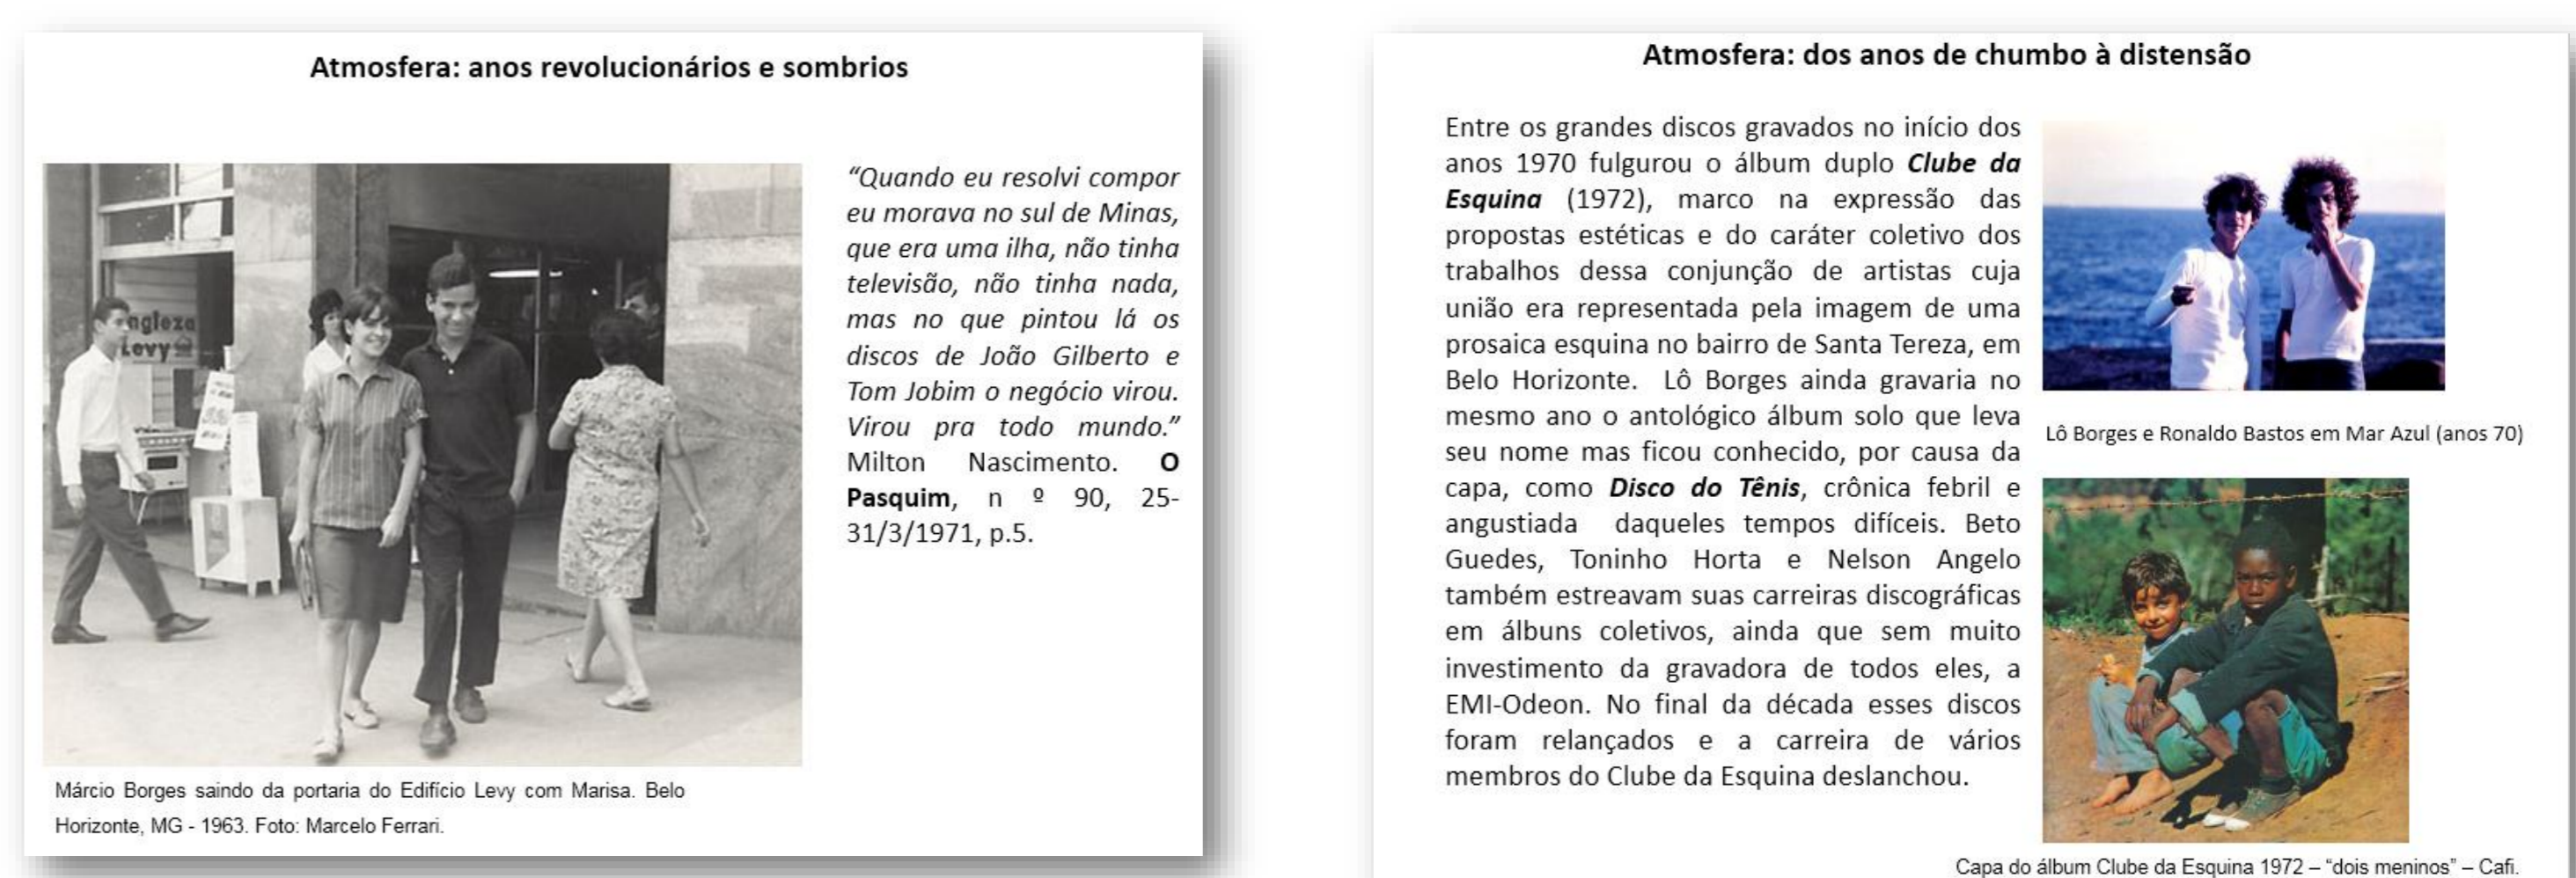 Atmosfera: anos revolucionários e sombrios
ngleza
Levy
“Quando eu resolvi compor
eu morava no sul de Minas,
que era uma ilha, não tinha
televisão, não tinha nada,
mas no que pintou lá os
discos de João Gilberto e
Tom Jobim o negócio virou.
Virou pra todo mundo.”
Milton Nascimento. O
Pasquim, n º 90, 25-
31/3/1971, p.5.
Márcio Borges saindo da portaria do Edifício Levy com Marisa. Belo
Horizonte, MG - 1963. Foto: Marcelo Ferrari.
Atmosfera: dos anos de chumbo à distensão
Entre os grandes discos gravados no início dos
anos 1970 fulgurou o álbum duplo Clube da
Esquina (1972), marco na expressão das
propostas estéticas e do caráter coletivo dos
trabalhos dessa conjunção de artistas cuja
união era representada pela imagem de uma
prosaica esquina no bairro de Santa Tereza, em
Belo Horizonte. Lô Borges ainda gravaria no
mesmo ano o antológico álbum solo que leva
seu nome mas ficou conhecido, por causa da
capa, como Disco do Tênis, crônica febril e
angustiada daqueles tempos difíceis. Beto
Guedes, Toninho Horta e Nelson Angelo
também estreavam suas carreiras discográficas
em álbuns coletivos, ainda que sem muito
investimento da gravadora de todos eles, a
EMI-Odeon. No final da década esses discos
foram relançados e a carreira de vários
membros do Clube da Esquina deslanchou.
Lô Borges e Ronaldo Bastos em Mar Azul (anos 70)
Capa do álbum Clube da Esquina 1972 – “dois meninos” – Cafi.